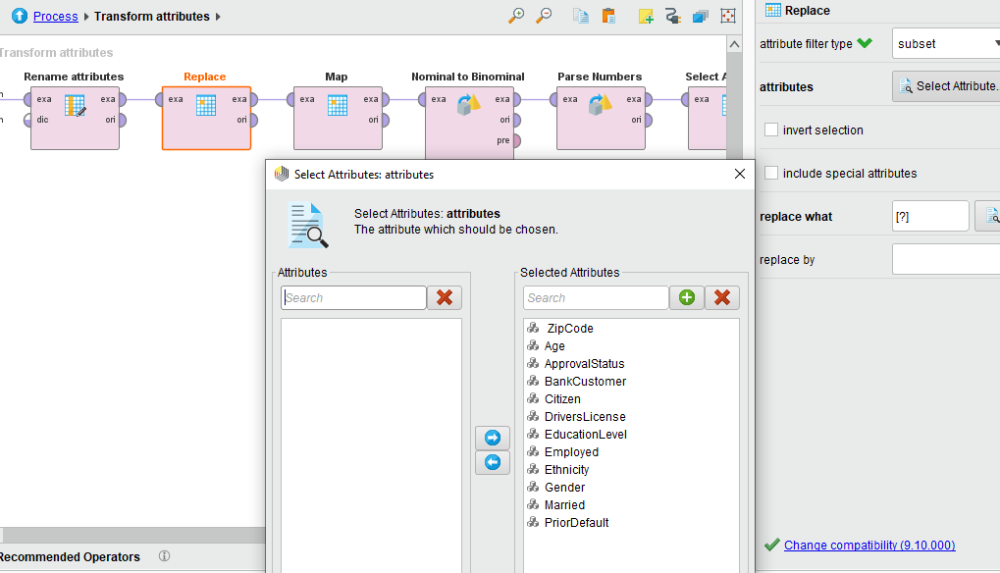 Process ▸ Transform attributes ▸
Transform attributes
Rename attributes
Replace
Map
Nominal to Binominal
Parse Numbers
Select A
exa exa
dic ori
exa exa
ori
exa exa
ori
exa exa
ori
pre
exa exa
ori
exa
Select Attributes: attributes
Select Attributes: attributes
The attribute which should be chosen.
Attributes
Search
Selected Attributes
Search
ZipCode
Age
ApprovalStatus
BankCustomer
Citizen
DriversLicense
EducationLevel
Employed
Ethnicity
Gender
Married
PriorDefault
Recommended Operators
Replace
attribute filter type
subset
attributes
Select Attribute.
invert selection
include special attributes
replace what
[?]
replace by
Change compatibility (9.10.000)